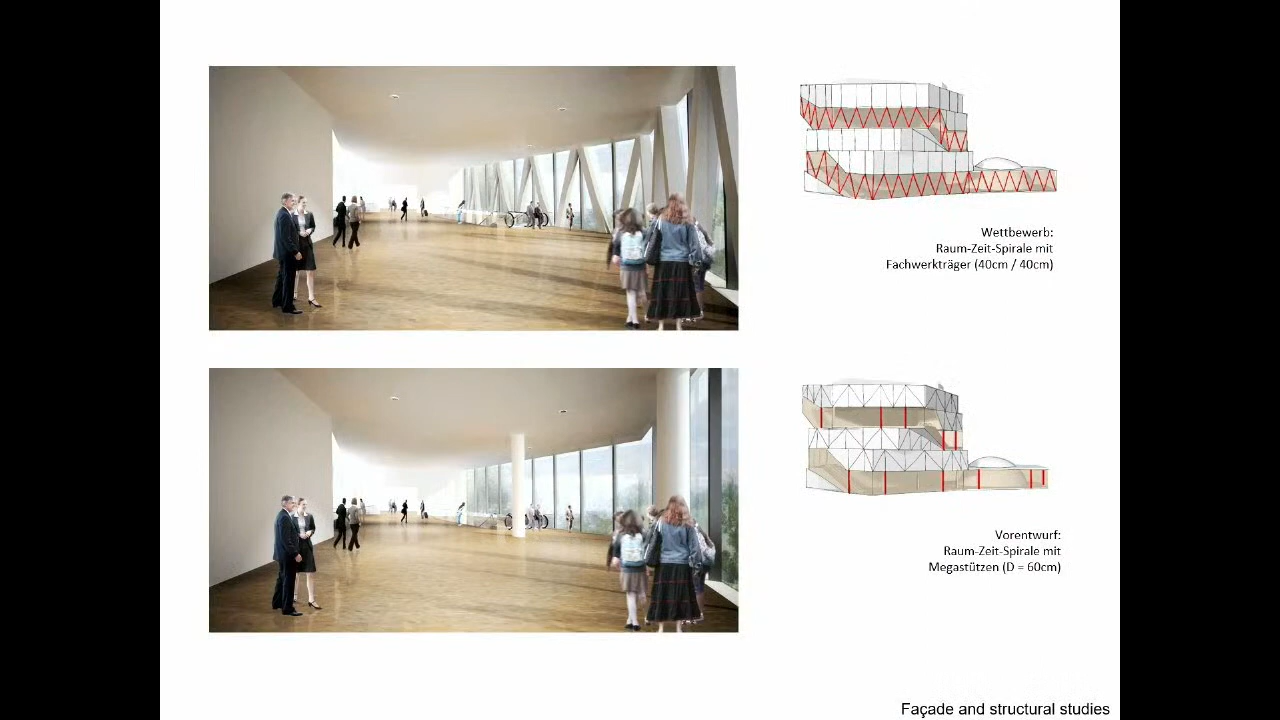 Wettbewerb:
Raum-Zeit-Spirale mit
Fachwerkträger (40cm / 40cm)
Vorentwurf:
Raum-Zeit-Spirale mit
Megastützen (D = 60cm)
Façade and structural studies